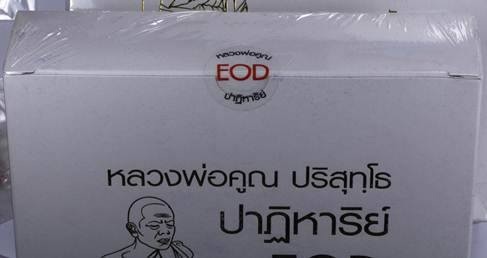 หลวงพ่อคูณ
EOD
ปาฏิหาริย์
หลวงพ่อคูณ ปริสุทฺโธ
ปาฏิหาริย์
EOD